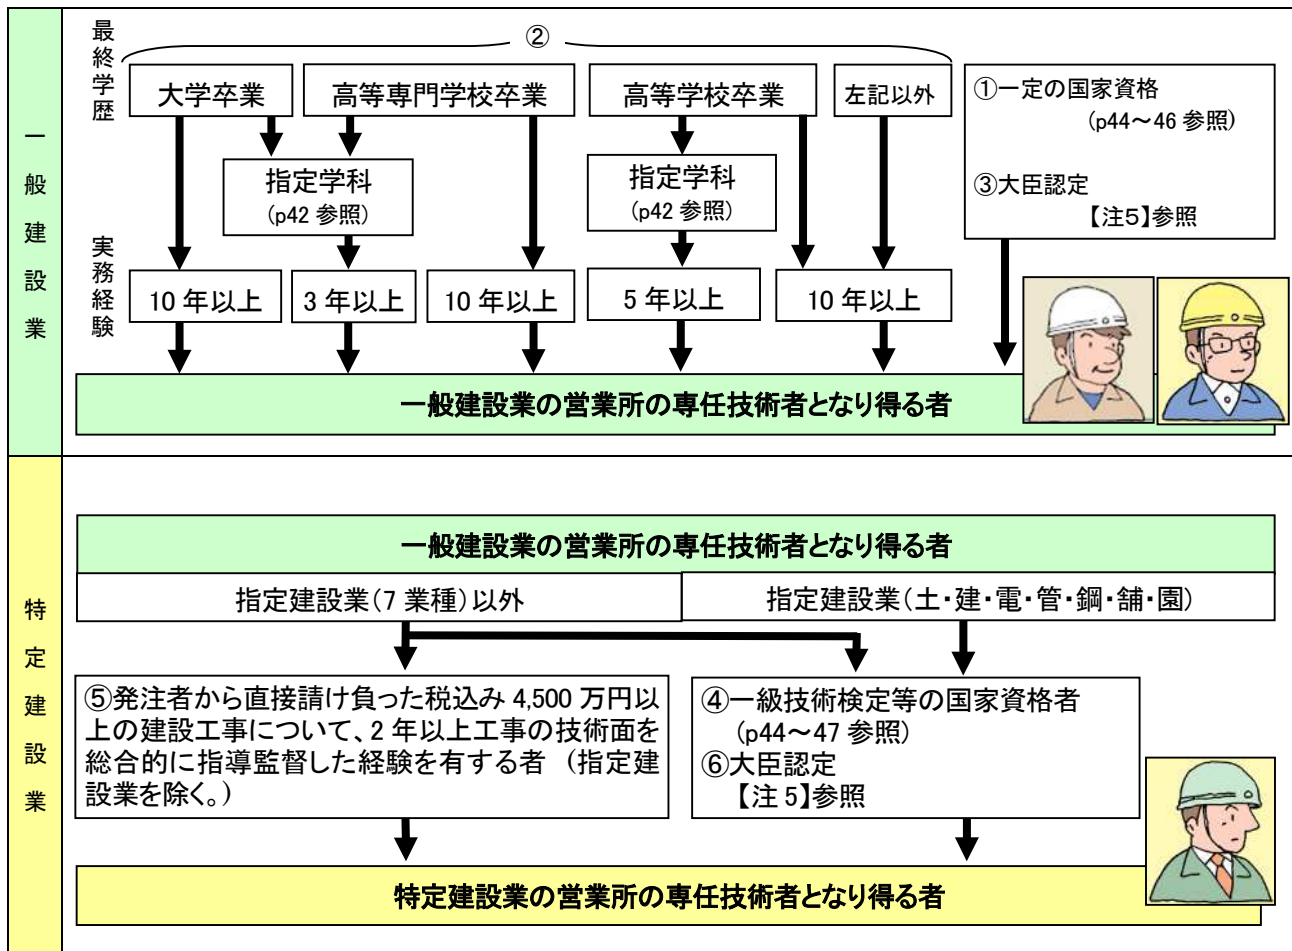 一般建設業
最終学歴
②
大学卒業
高等専門学校卒業
高等学校卒業
左記以外
指定学科
(p42 参照)
指定学科
(p42 参照)
実務経験
10 年以上
3 年以上
10 年以上
5 年以上
10 年以上
①一定の国家資格
(p44～46 参照)
③大臣認定
【注5】参照
一般建設業の営業所の専任技術者となり得る者
特定建設業
一般建設業の営業所の専任技術者となり得る者
指定建設業(7 業種)以外
指定建設業(土・建・電・管・鋼・舗・園)
⑤発注者から直接請け負った税込み 4,500 万円以
上の建設工事について、2 年以上工事の技術面を
総合的に指導監督した経験を有する者 (指定建
設業を除く。)
④一級技術検定等の国家資格者
(p44～47 参照)
⑥大臣認定
【注 5】参照
特定建設業の営業所の専任技術者となり得る者